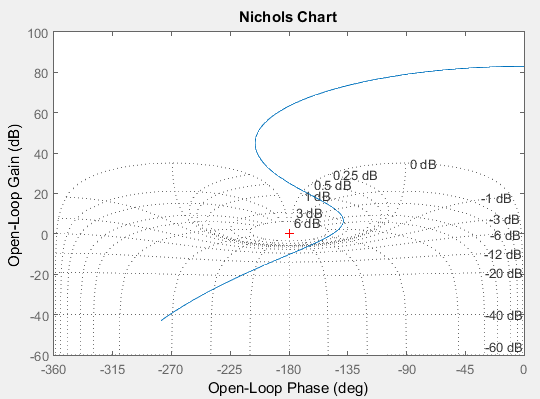 Nichols Chart
100
80
60
40
20
0
-20
-40
-60
0 dB
0.25 dB
0.5 dB
1 dB
3 dB
6 dB
-1 dB
-3 dB
-6 dB
-12 dB
-20 dB
-40 dB
-60 dB
-360
-315
-270
-225
-180
-135
-90
-45
0
Open-Loop Gain (dB)
Open-Loop Phase (deg)